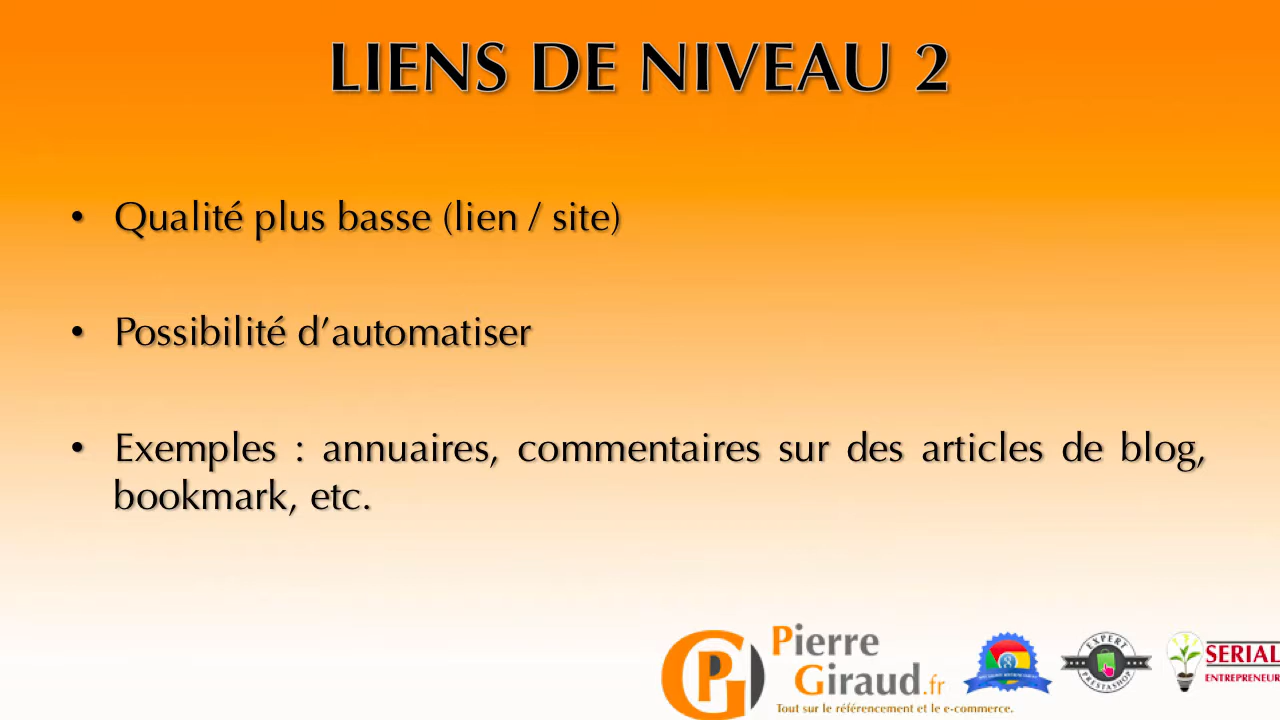 LIENS DE NIVEAU 2
• Qualité plus basse (lien / site)
• Possibilité d’automatiser
• Exemples : annuaires, commentaires sur des articles de blog,
bookmark, etc.
Pierre
Giraud.fr
Tout sur le référencement et le e-commerce.
EXPERT
PRESTASHOP
SERIAL
ENTREPRENEUR